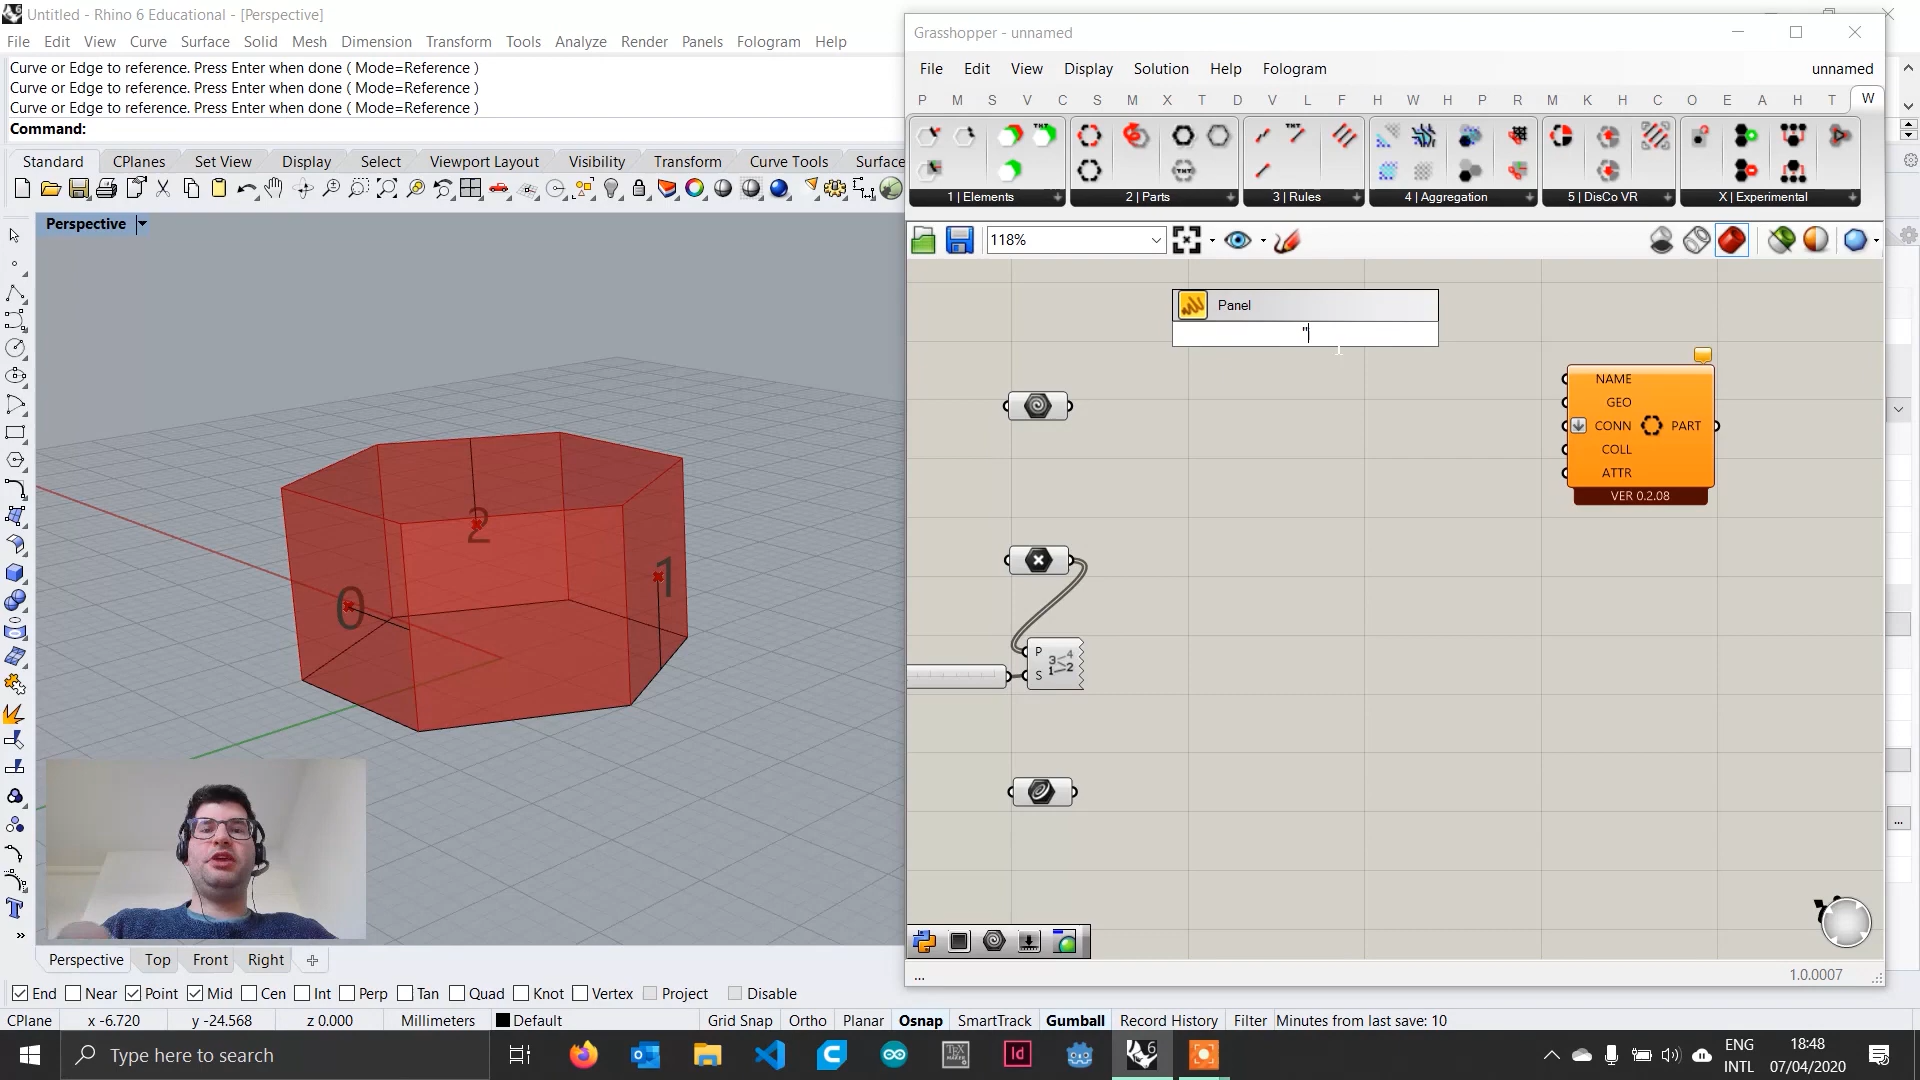 Untitled - Rhino 6 Educational - [Perspective]
File Edit View Curve Surface Solid Mesh Dimension Transform Tools Analyze Render Panels Fologram Help
Curve or Edge to reference. Press Enter when done ( Mode=Reference )
Curve or Edge to reference. Press Enter when done ( Mode=Reference )
Curve or Edge to reference. Press Enter when done ( Mode=Reference )
Command:
Standard CPlanes Set View Display Select Viewport Layout Visibility Transform Curve Tools Surface
Perspective
2
0
1
Perspective Top Front Right
End Near Point Mid Cen Int Perp Tan Quad Knot Vertex Project Disable
CPlane x -6.720 y -24.568 z 0.000 Millimeters Default Grid Snap Ortho Planar Osnap SmartTrack Gumball Record History Filter Minutes from last save: 10
Grasshopper - unnamed
File Edit View Display Solution Help Fologram unnamed
P M S V C S M X T D V L F H W H P R M K H C O E A H T W
1 | Elements 2 | Parts 3 | Rules 4 | Aggregation 5 | DisCo VR X | Experimental
118%
Panel
"
NAME
GEO
CONN PART
COLL
ATTR
VER 0.2.08
P
S
3 4
1 2
...
1.0.0007
Type here to search
ENG
INTL
18:48
07/04/2020